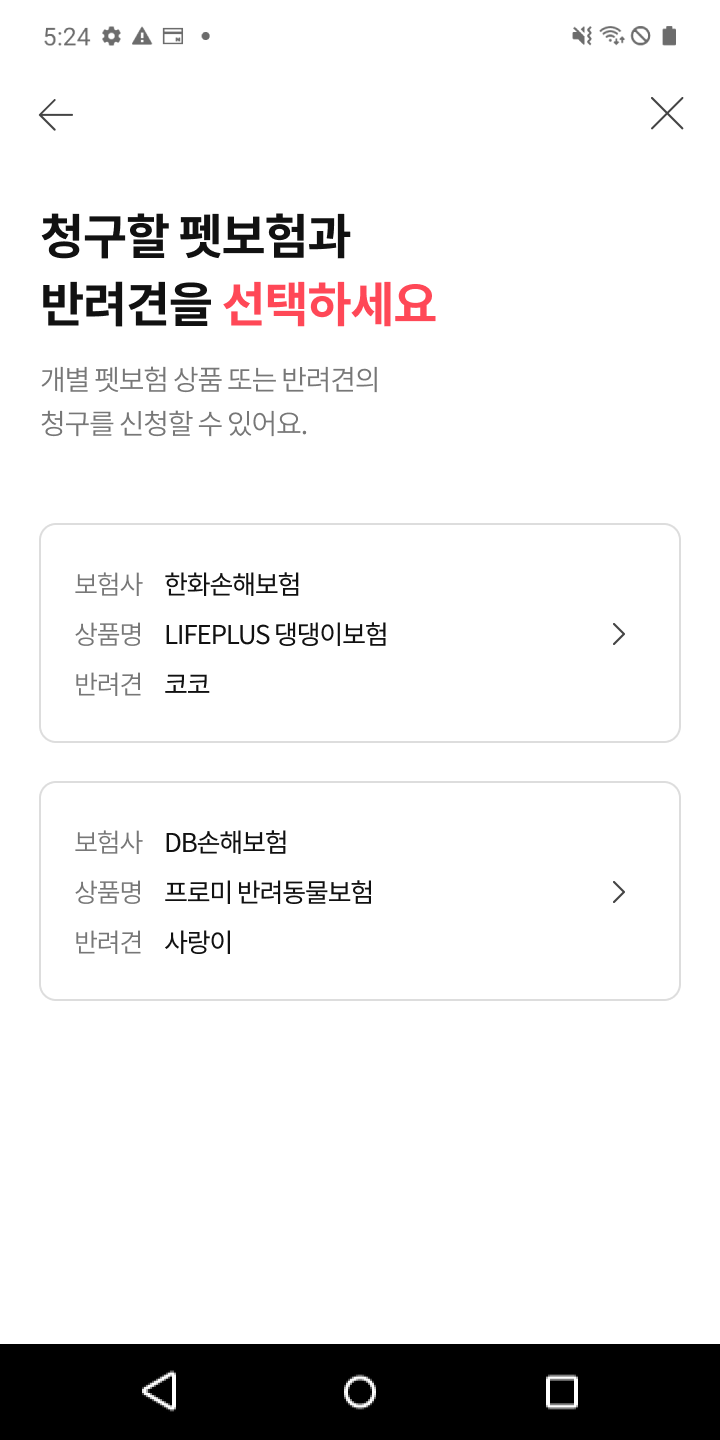 5:24
청구할 펫보험과
반려견을 선택하세요
개별 펫보험 상품 또는 반려견의
청구를 신청할 수 있어요.
보험사 한화손해보험
상품명 LIFEPLUS 댕댕이보험
반려견 코코
보험사 DB손해보험
상품명 프로미 반려동물보험
반려견 사랑이